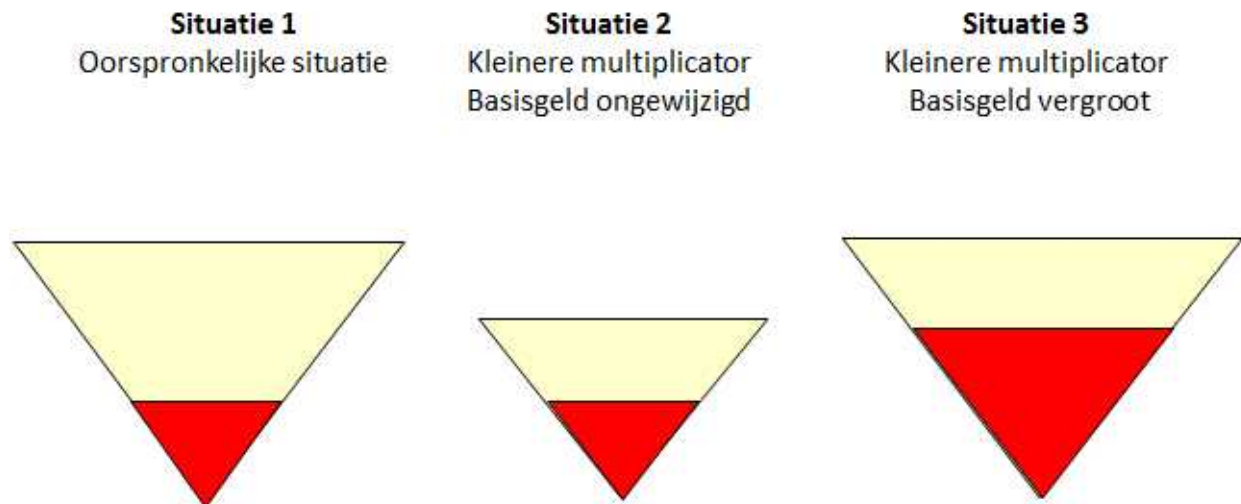 Situatie 1
Oorspronkelijke situatie
Situatie 2
Kleinere multiplicator
Basisgeld ongewijzigd
Situatie 3
Kleinere multiplicator
Basisgeld vergroot